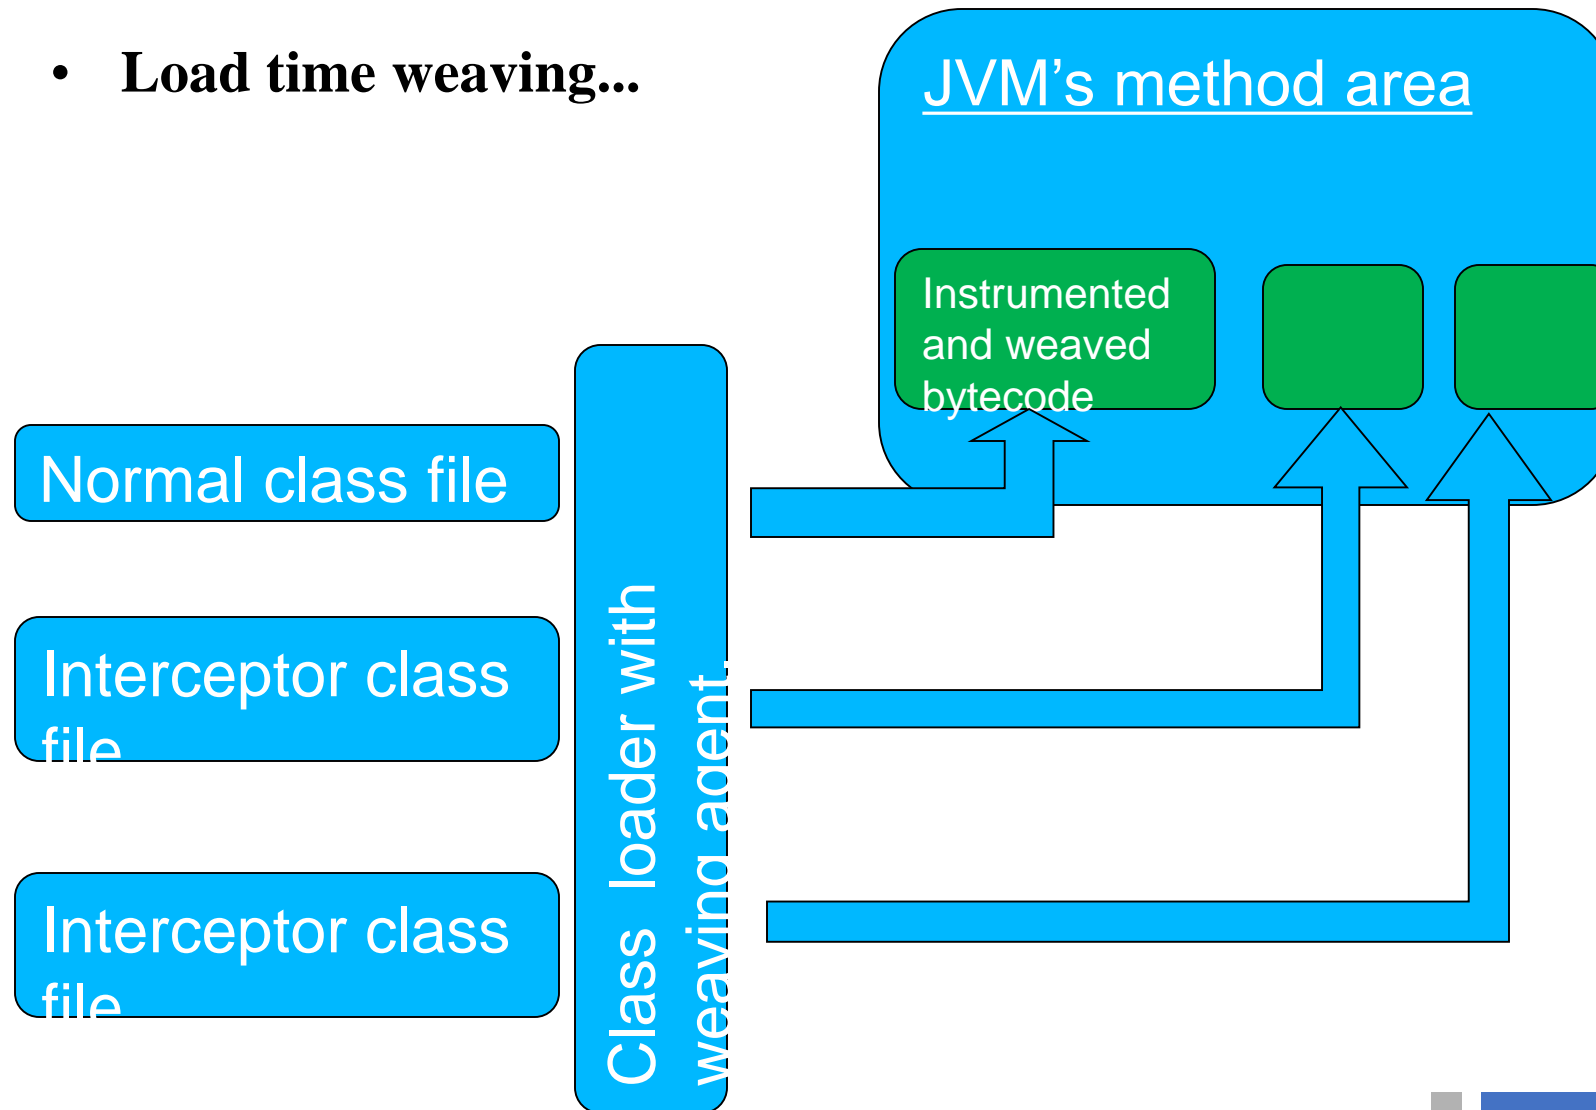 • Load time weaving...
JVM's method area
Instrumented
and weaved
bytecode
Normal class file
Interceptor class
file
Interceptor class
file
Class loader with
weaving agent.